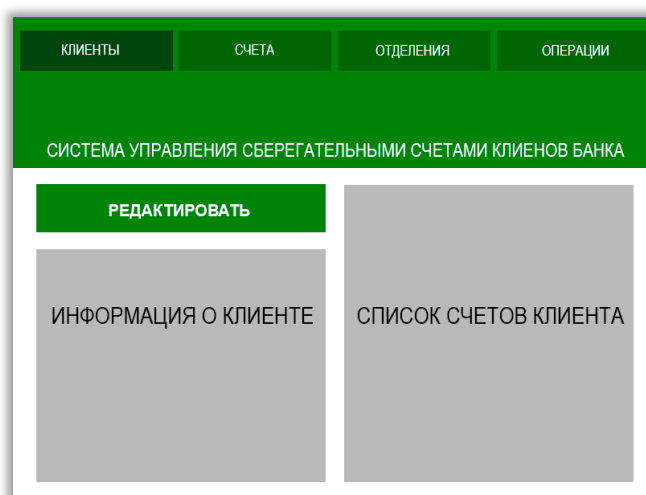 КЛИЕНТЫ
СЧЕТА
ОТДЕЛЕНИЯ
ОПЕРАЦИИ
СИСТЕМА УПРАВЛЕНИЯ СБЕРЕГАТЕЛЬНЫМИ СЧЕТАМИ КЛИЕНОВ БАНКА
РЕДАКТИРОВАТЬ
ИНФОРМАЦИЯ О КЛИЕНТЕ
СПИСОК СЧЕТОВ КЛИЕНТА